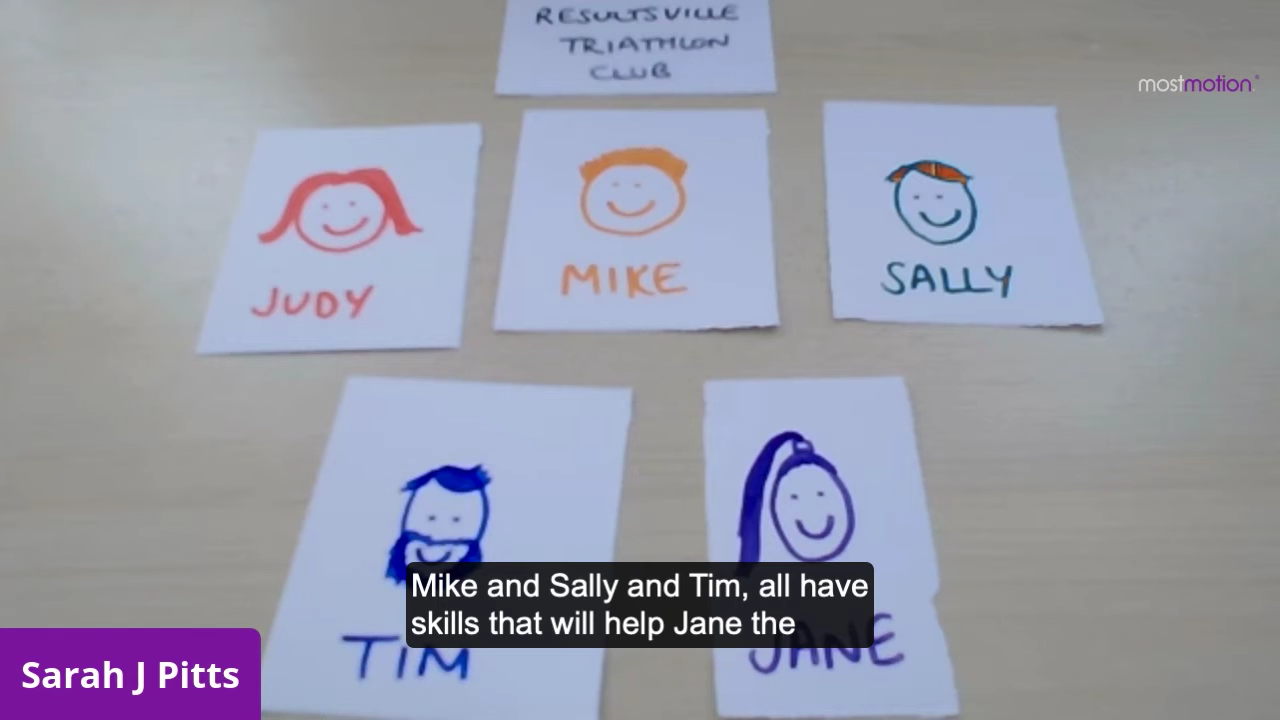 RESULTSVILLE
TRIATHLON
CLUB
mostmotion
JUDY
MIKE
SALLY
Mike and Sally and Tim, all have
skills that will help Jane the
TIM
JANE
Sarah J Pitts